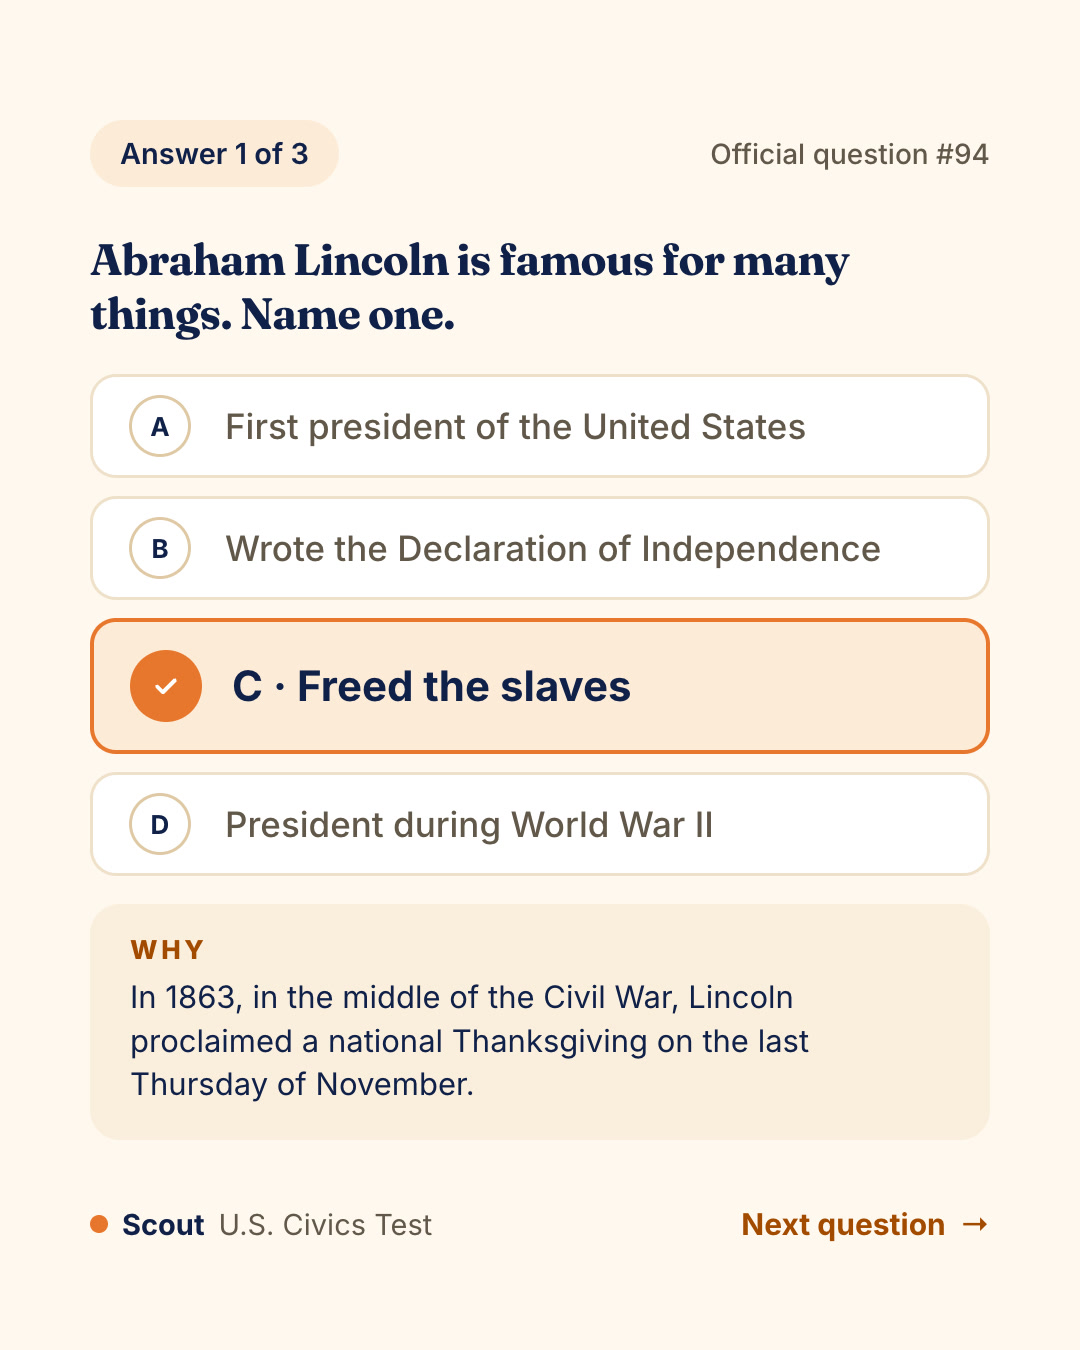 Answer 1 of 3
Official question #94
Abraham Lincoln is famous for many
things. Name one.
A First president of the United States
B Wrote the Declaration of Independence
C · Freed the slaves
D President during World War II
WHY
In 1863, in the middle of the Civil War, Lincoln
proclaimed a national Thanksgiving on the last
Thursday of November.
Scout U.S. Civics Test
Next question →